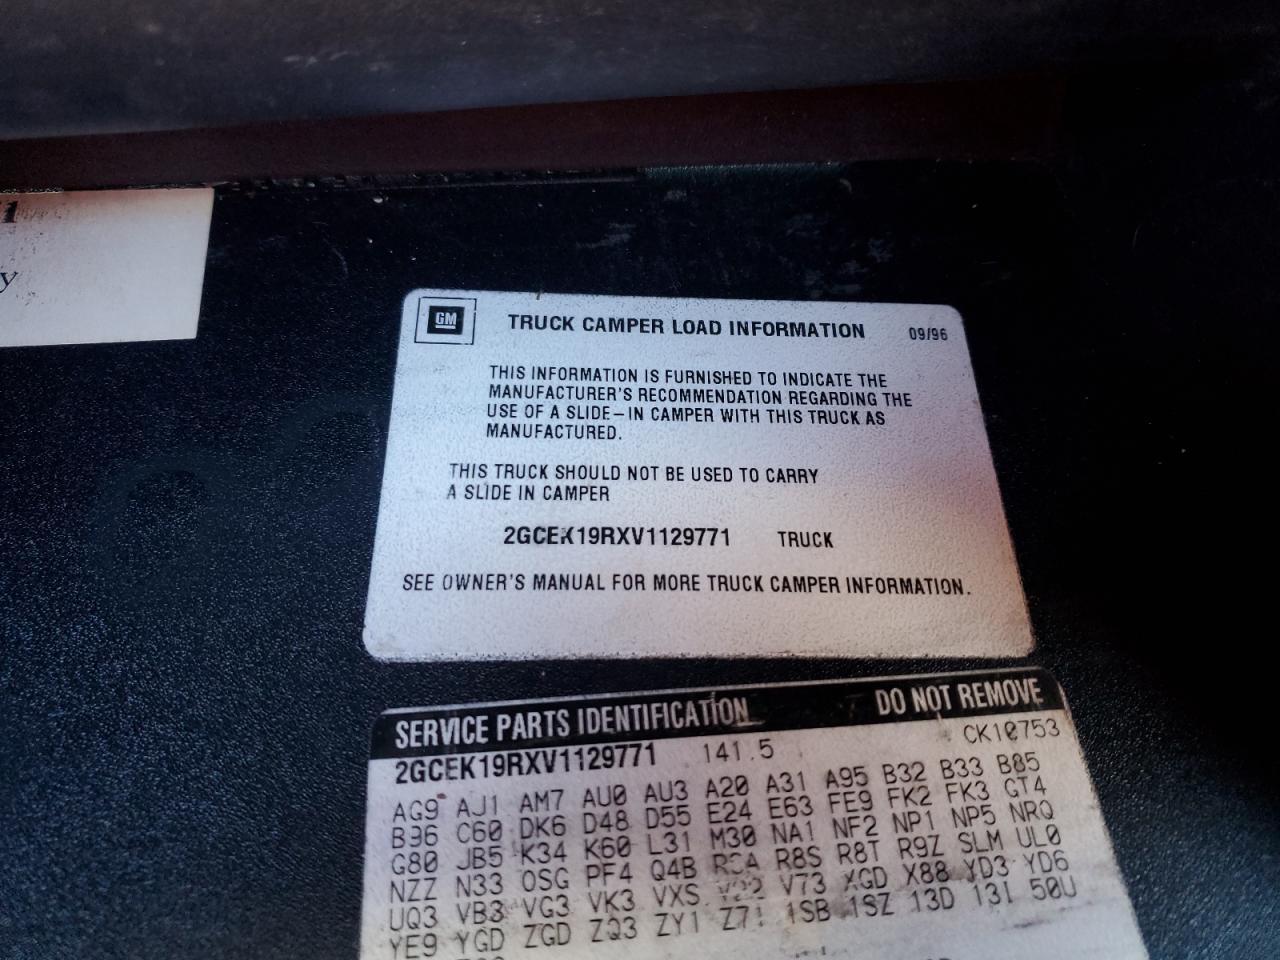 1
y
GM
TRUCK CAMPER LOAD INFORMATION 09/96
THIS INFORMATION IS FURNISHED TO INDICATE THE
MANUFACTURER'S RECOMMENDATION REGARDING THE
USE OF A SLIDE–IN CAMPER WITH THIS TRUCK AS
MANUFACTURED.
THIS TRUCK SHOULD NOT BE USED TO CARRY
A SLIDE IN CAMPER
2GCEK19RXV1129771 TRUCK
SEE OWNER'S MANUAL FOR MORE TRUCK CAMPER INFORMATION.
SERVICE PARTS IDENTIFICATION DO NOT REMOVE
2GCEK19RXV1129771 141.5 CK10753
AG9 AJ1 AM7 AU0 AU3 A20 A31 A95 B32 B33 B85
B96 C60 DK6 D48 D55 E24 E63 FE9 FK2 FK3 GT4
G80 JB5 K34 K60 L31 M30 NA1 NF2 NP1 NP5 NRQ
NZZ N33 OSG PF4 Q4B R8S R8T R9Z SLM UL0
UQ3 VB3 VG3 VK3 VXS V73 XGD X88 YD3 YD6
YE9 YGD ZGD ZQ3 ZY1 1SB 1SZ 13D 13I 50U